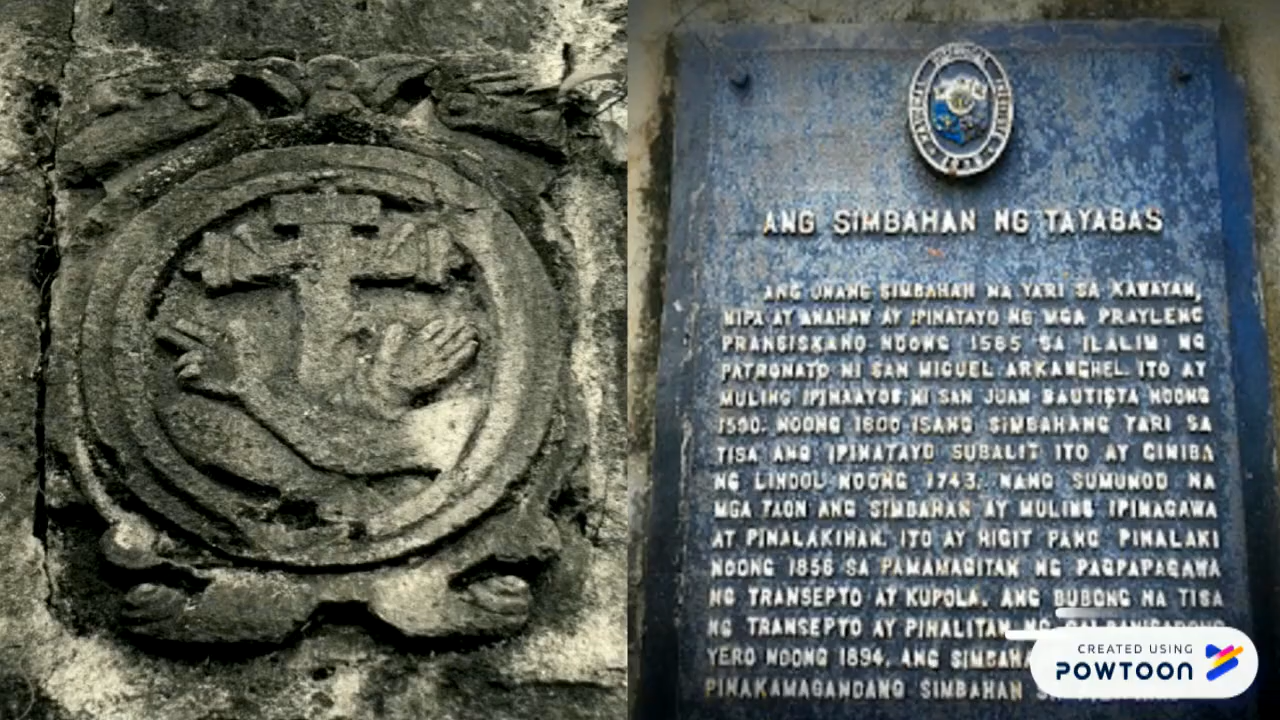 ANG SIMBAHAN NG TAYABAS
ANG UNANG SIMBAHAN NA YARI SA KAWAYAN,
NIPA AT ANAHAW AY IPINATAYO NG MGA PRAYLENG
PRANSISKANO NOONG 1585 SA ILALIM NG
PATRONATO NI SAN MIGUEL ARKANGHEL. ITO AY
MULING IPINAAYOS NI SAN JUAN BAUTISTA NOONG
1590. NOONG 1600 ISANG SIMBAHANG YARI SA
TISA ANG IPINATAYO SUBALIT ITO AY GINIBA
NG LINDOL NOONG 1743. NANG SUMUNOD NA
MGA TAON ANG SIMBAHAN AY MULING IPINAGAWA
AT PINALAKIHAN. ITO AY HIGIT PANG PINALAKI
NOONG 1856 SA PAMAMAGITAN NG PAGPAPAGAWA
NG TRANSEPTO AT KUPOLA. ANG BUBONG NA TISA
NG TRANSEPTO AY PINALITAN NG
YERO NOONG 1894. ANG
PINAKAMAGANDANG SIMBAHAN
CREATED USING
POWTOON